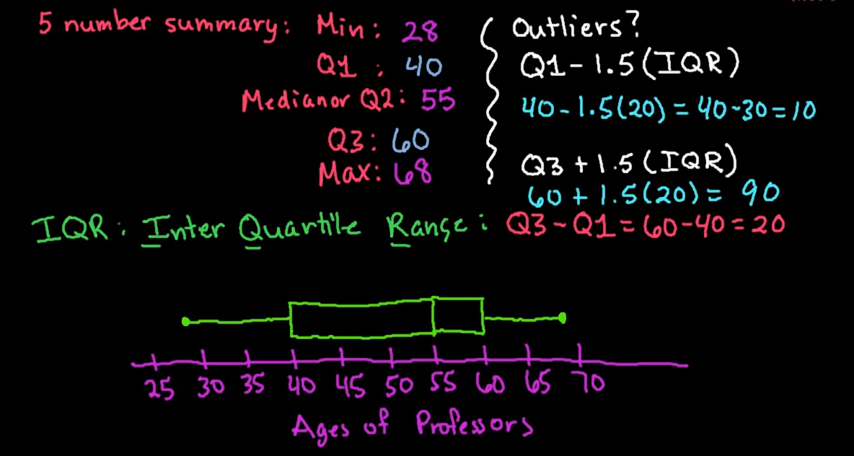 5 number summary: Min: 28
Q1 : 40
Medianor Q2: 55
Q3: 60
Max: 68
Outliers?
Q1 - 1.5 (IQR)
40 - 1.5(20) = 40 - 30 = 10
Q3 + 1.5 (IQR)
60 + 1.5(20) = 90
IQR: Inter Quartile Range: Q3 - Q1 = 60 - 40 = 20
25 30 35 40 45 50 55 60 65 70
Ages of Professors